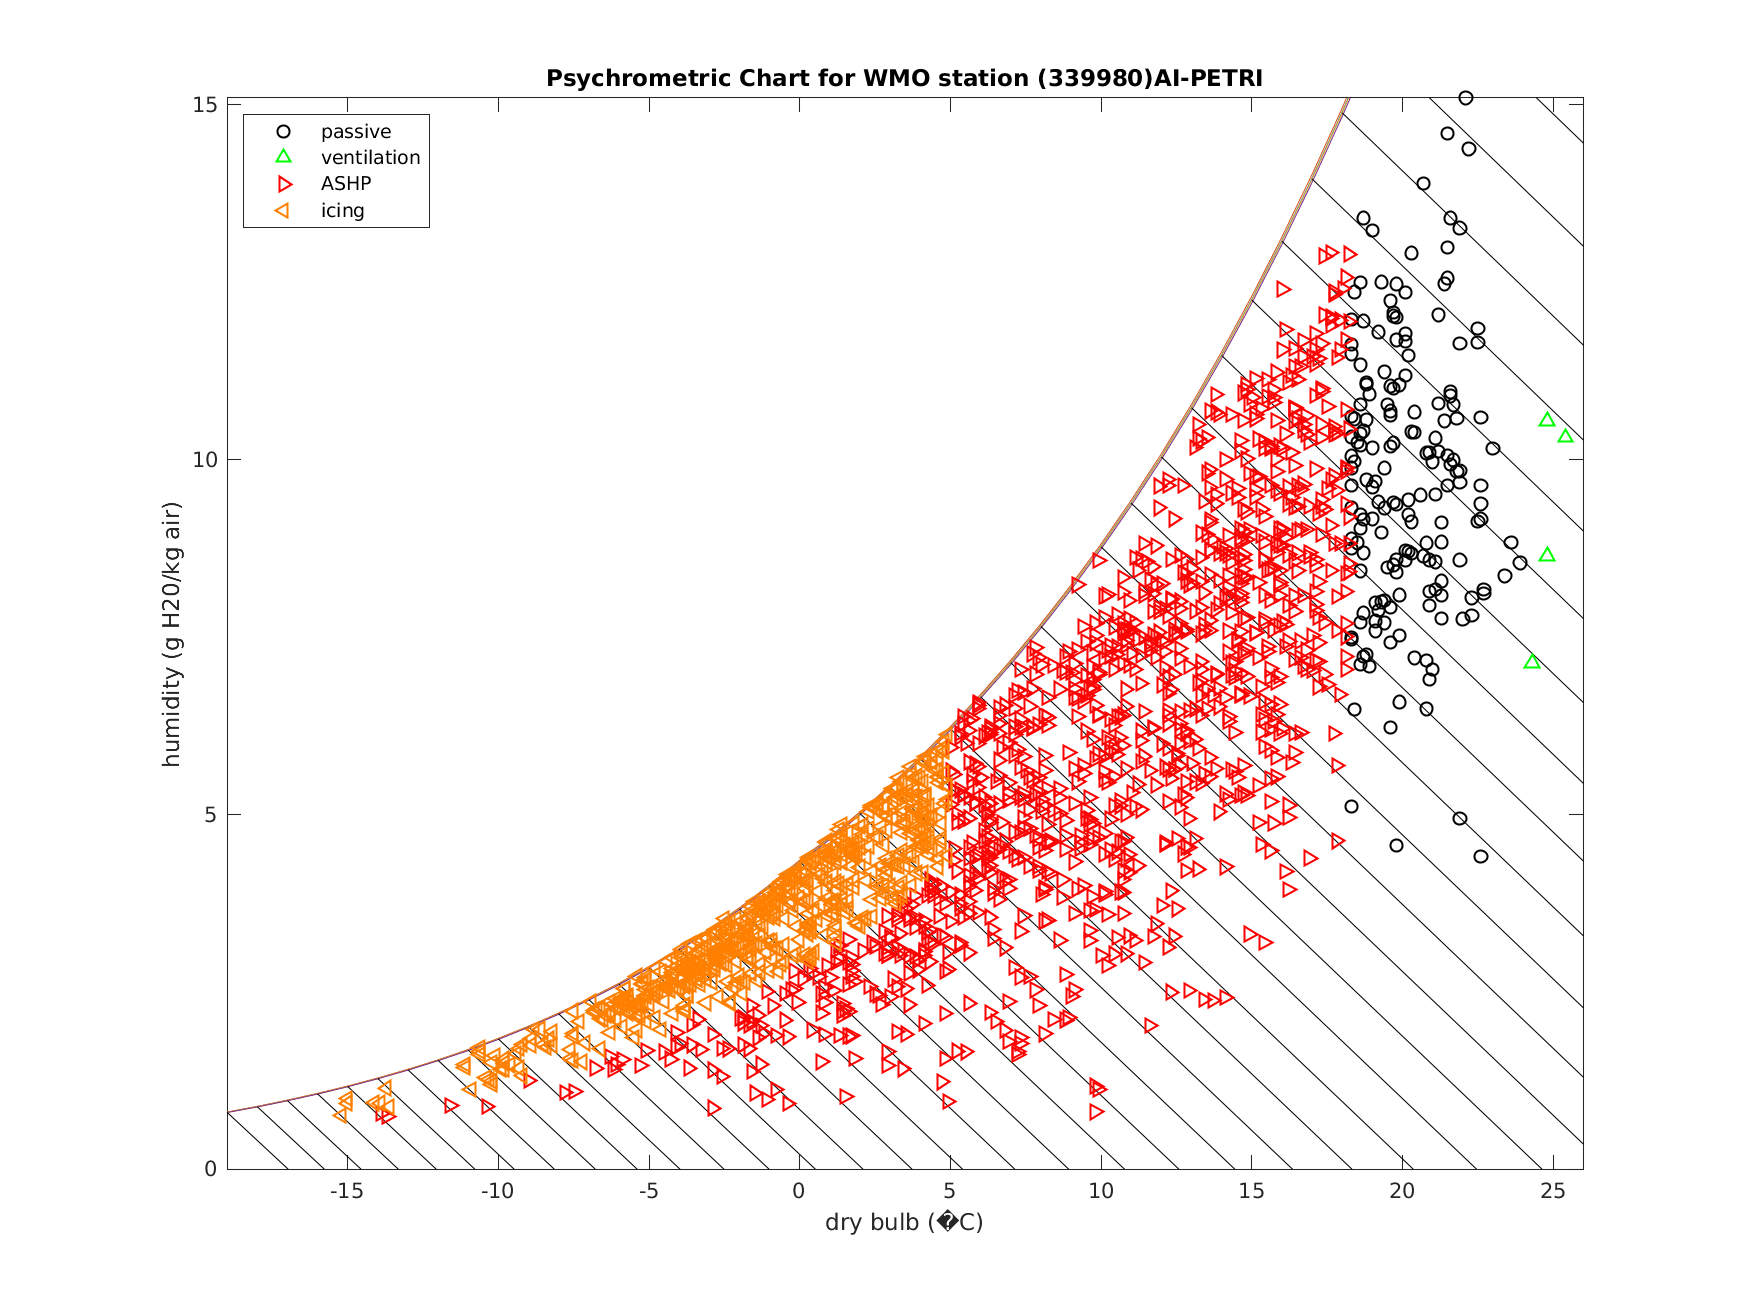 Psychrometric Chart for WMO station (339980)AI-PETRI
passive
ventilation
ASHP
icing
15
10
5
0
humidity (g H20/kg air)
-15 -10 -5 0 5 10 15 20 25
dry bulb (�C)